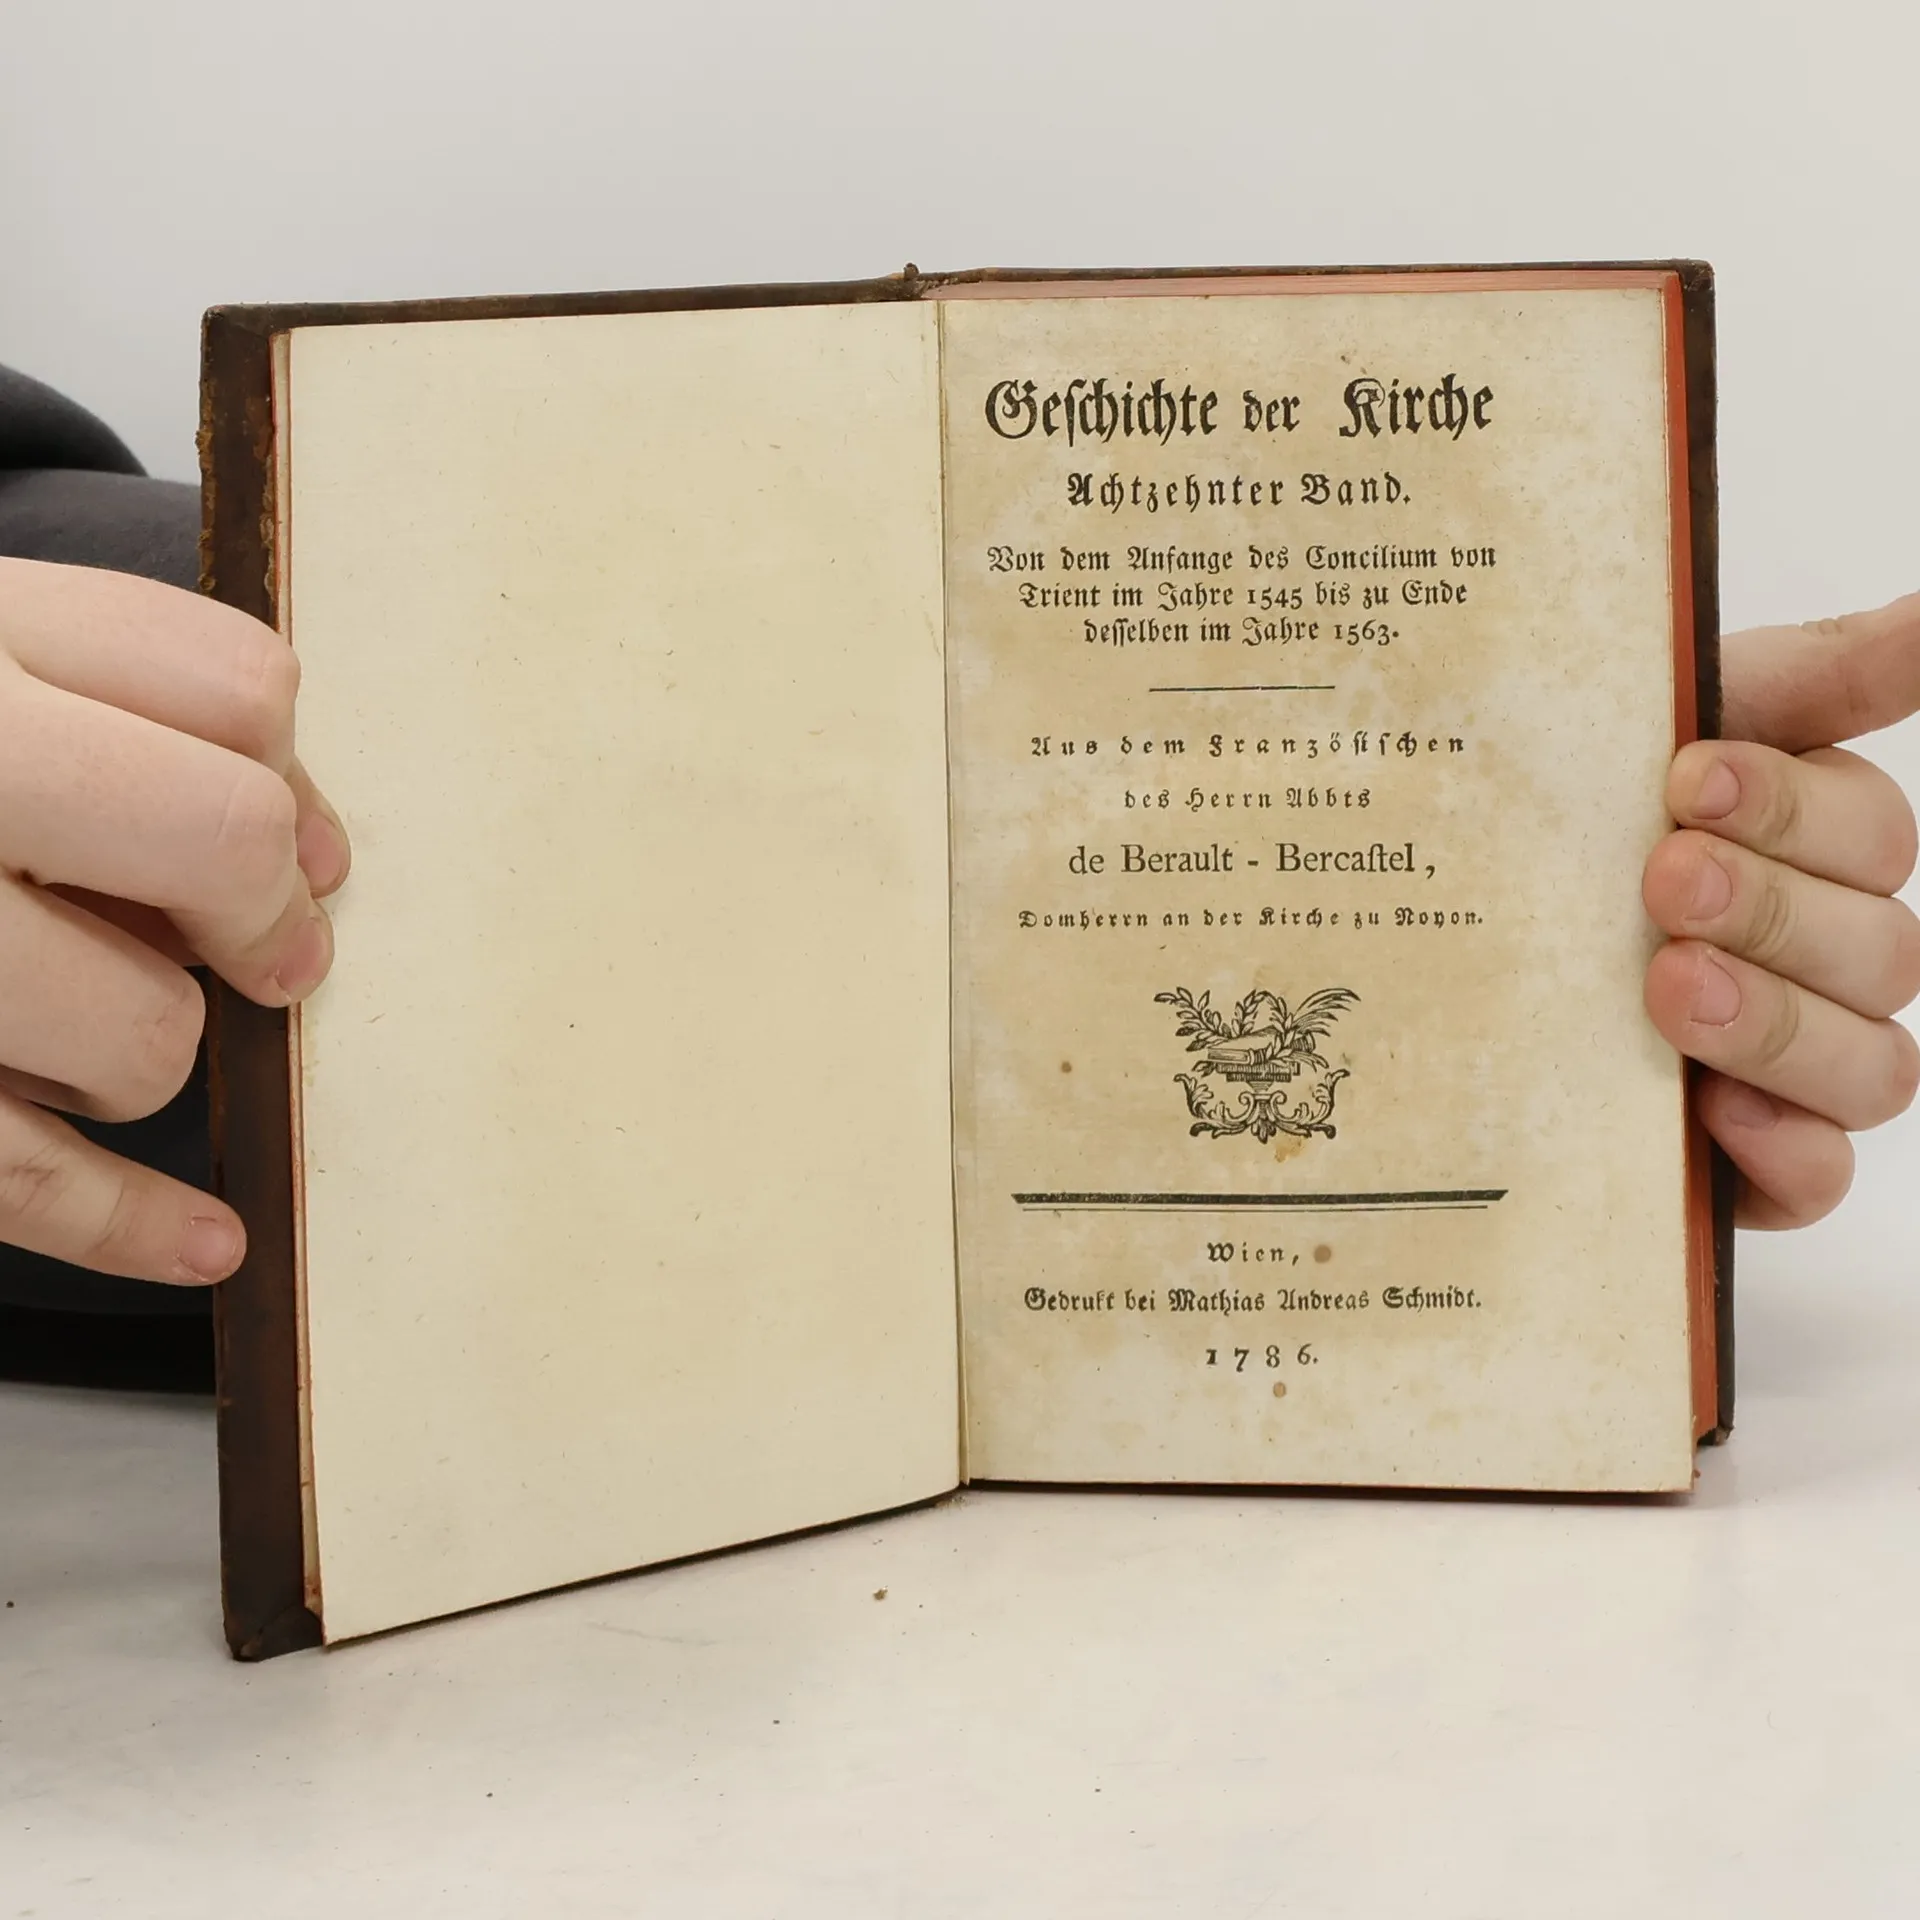 Geſchichte der Kirche
Achtzehnter Band.
Von dem Anfange des Concilium von
Trient im Jahre 1545 bis zu Ende
deſſelben im Jahre 1563.
Aus dem Franzöſiſchen
des Herrn Abbts
de Berault - Bercaſtel,
Domherrn an der Kirche zu Noyon.
Wien,
Gedrukt bei Mathias Andreas Schmidt.
1786.